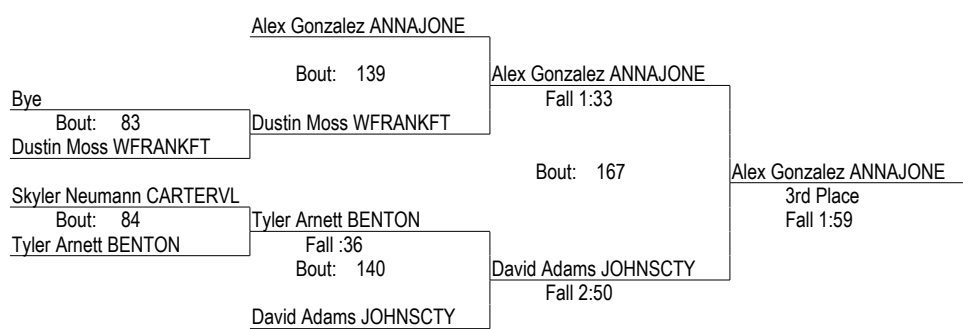 Alex Gonzalez ANNAJONE
Bout: 139
Alex Gonzalez ANNAJONE
Fall 1:33
Bye
Bout: 83
Dustin Moss WFRANKFT
Dustin Moss WFRANKFT
Bout: 167
Alex Gonzalez ANNAJONE
3rd Place
Fall 1:59
Skyler Neumann CARTERVL
Bout: 84
Tyler Arnett BENTON
Tyler Arnett BENTON
Fall :36
Bout: 140
David Adams JOHNSCTY
Fall 2:50
David Adams JOHNSCTY